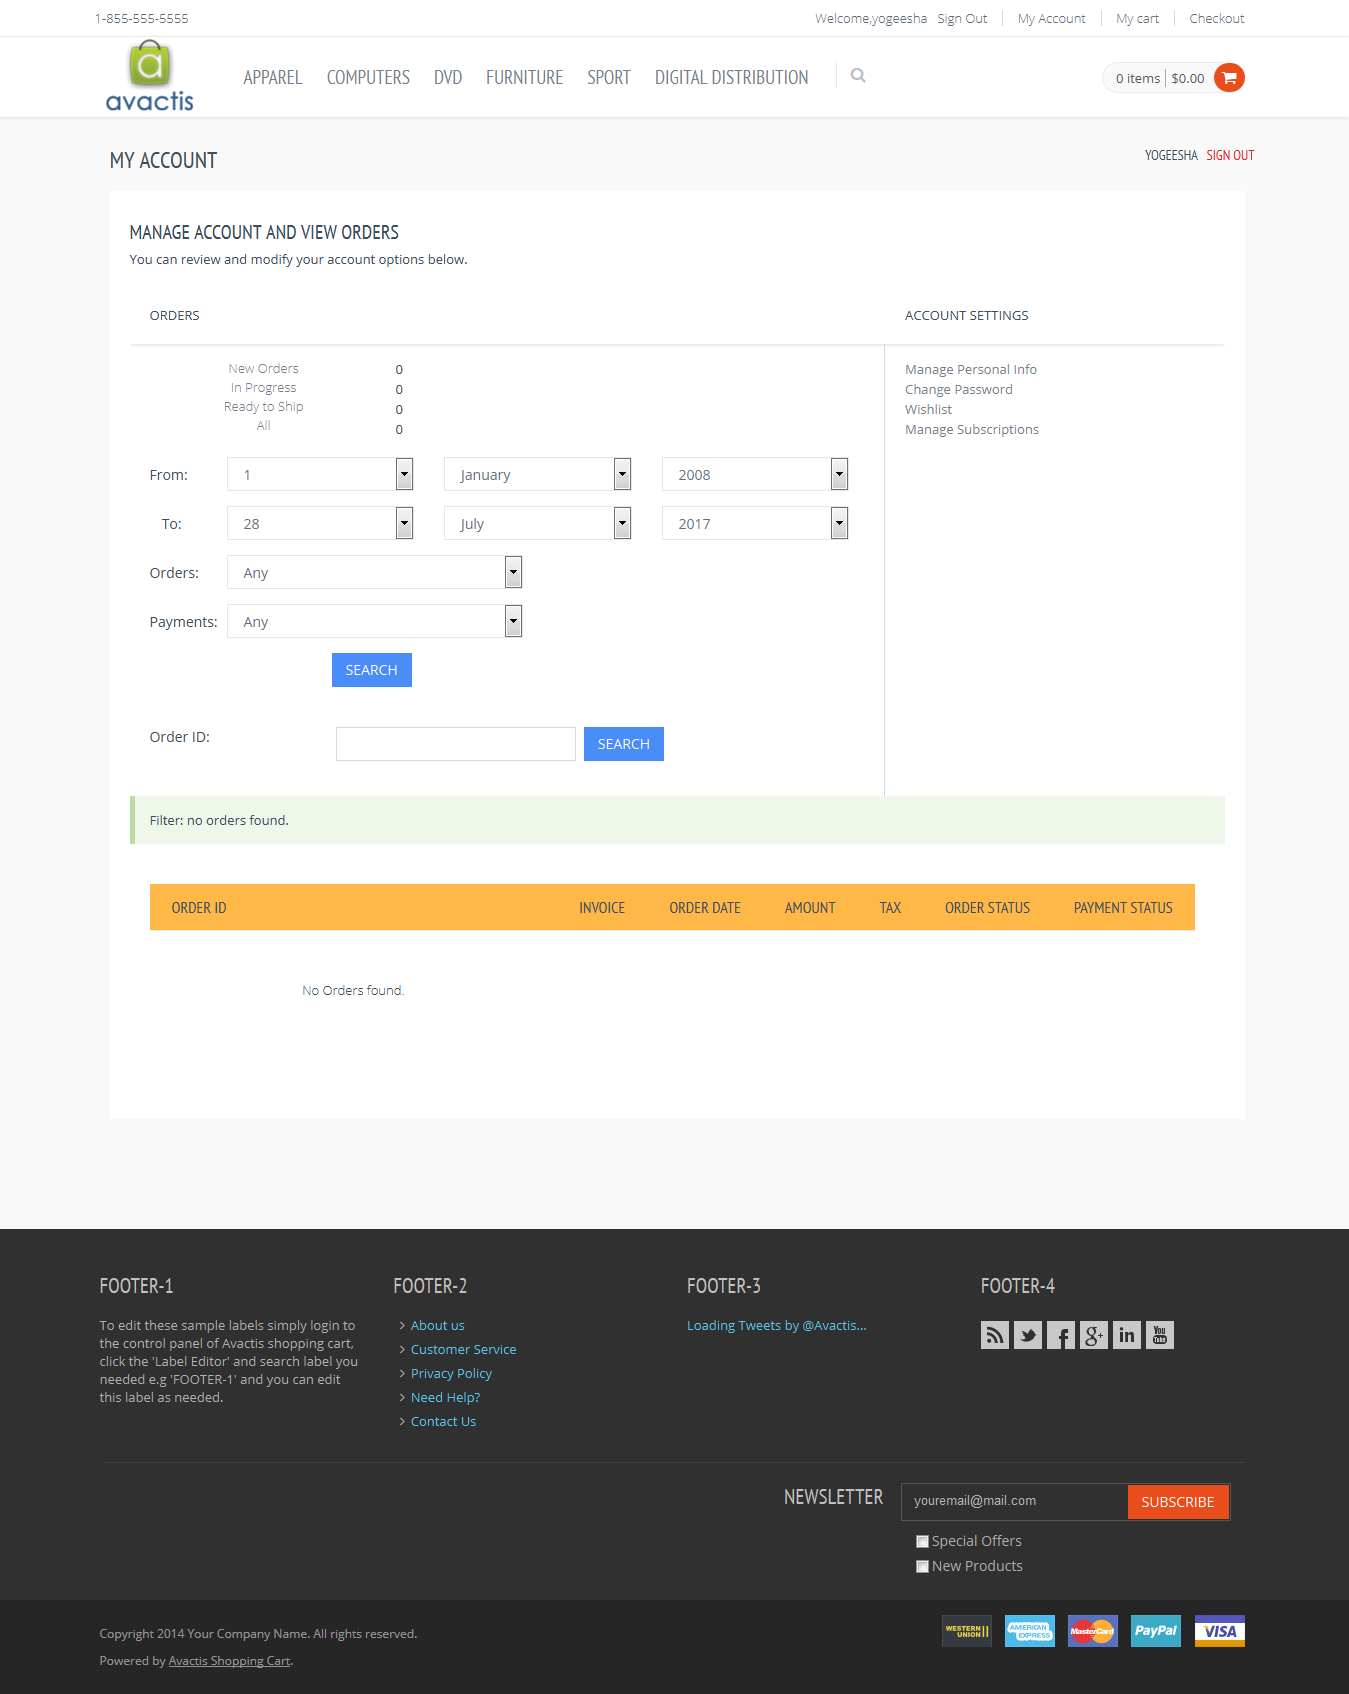 1-855-555-5555
Welcome,yogeesha Sign Out My Account My cart Checkout
a
avactis
APPAREL COMPUTERS DVD FURNITURE SPORT DIGITAL DISTRIBUTION
0 items $0.00
MY ACCOUNT
YOGEESHA SIGN OUT
MANAGE ACCOUNT AND VIEW ORDERS
You can review and modify your account options below.
ORDERS
ACCOUNT SETTINGS
New Orders 0
In Progress 0
Ready to Ship 0
All 0
Manage Personal Info
Change Password
Wishlist
Manage Subscriptions
From: 1 January 2008
To: 28 July 2017
Orders: Any
Payments: Any
SEARCH
Order ID: SEARCH
Filter: no orders found.
ORDER ID INVOICE ORDER DATE AMOUNT TAX ORDER STATUS PAYMENT STATUS
No Orders found.
FOOTER-1
To edit these sample labels simply login to
the control panel of Avactis shopping cart,
click the 'Label Editor' and search label you
needed e.g 'FOOTER-1' and you can edit
this label as needed.
FOOTER-2
About us
Customer Service
Privacy Policy
Need Help?
Contact Us
FOOTER-3
Loading Tweets by @Avactis...
FOOTER-4
f g+ in You Tube
NEWSLETTER youremail@mail.com SUBSCRIBE
Special Offers
New Products
Copyright 2014 Your Company Name. All rights reserved.
Powered by Avactis Shopping Cart.
WESTERN UNION AMERICAN EXPRESS MasterCard PayPal VISA